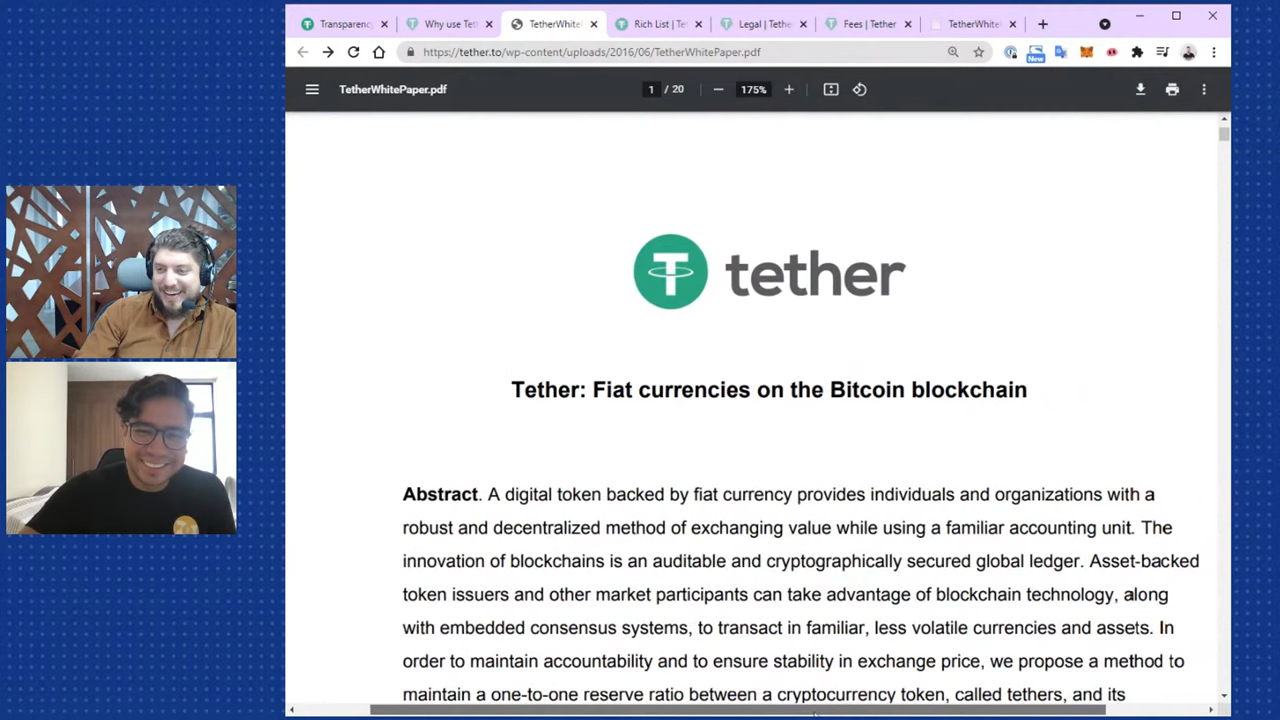 Transparency
Why use Tet
TetherWhite
Rich List | Te
Legal | Tethe
Fees | Tether
TetherWhite
https://tether.to/wp-content/uploads/2016/06/TetherWhitePaper.pdf
New
TetherWhitePaper.pdf
1 / 20
175%
tether
Tether: Fiat currencies on the Bitcoin blockchain
Abstract. A digital token backed by fiat currency provides individuals and organizations with a
robust and decentralized method of exchanging value while using a familiar accounting unit. The
innovation of blockchains is an auditable and cryptographically secured global ledger. Asset-backed
token issuers and other market participants can take advantage of blockchain technology, along
with embedded consensus systems, to transact in familiar, less volatile currencies and assets. In
order to maintain accountability and to ensure stability in exchange price, we propose a method to
maintain a one-to-one reserve ratio between a cryptocurrency token, called tethers, and its